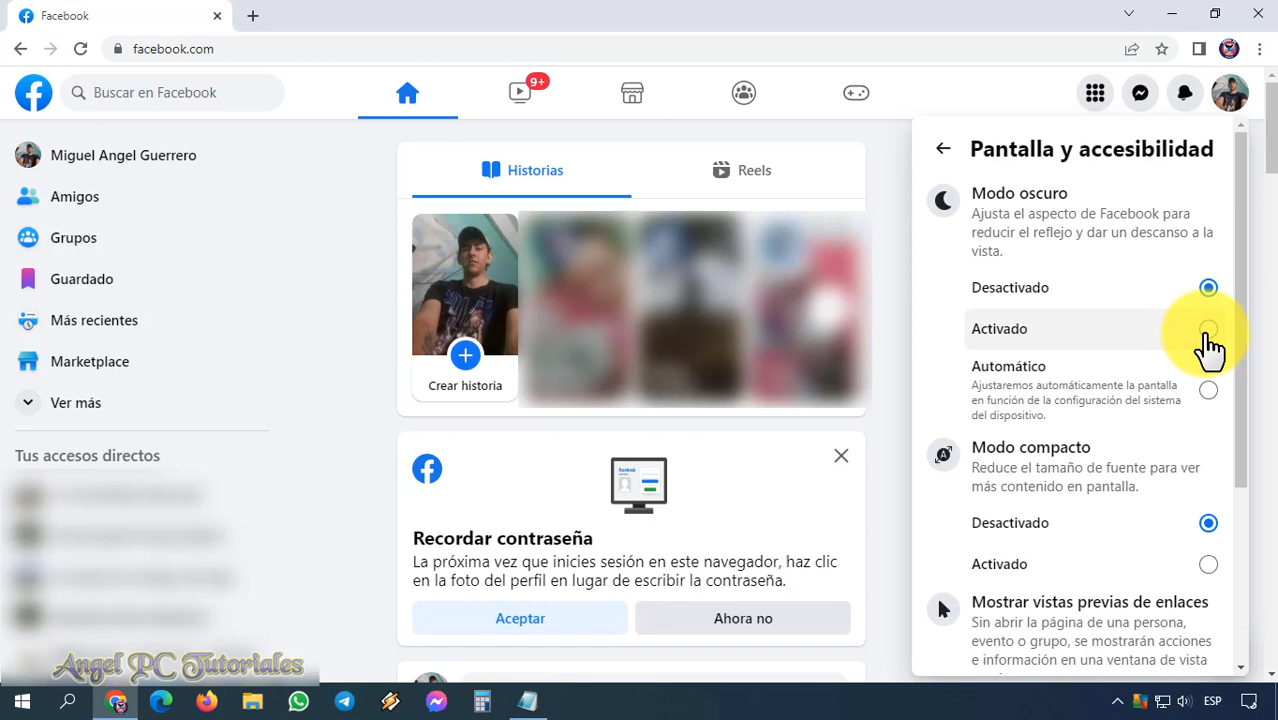 Facebook
facebook.com
Buscar en Facebook
9+
Miguel Angel Guerrero
Amigos
Grupos
Guardado
Más recientes
Marketplace
Ver más
Tus accesos directos
Angel PC Tutoriales
Historias
Reels
Crear historia
Recordar contraseña
La próxima vez que inicies sesión en este navegador, haz clic
en la foto del perfil en lugar de escribir la contraseña.
Aceptar
Ahora no
Pantalla y accesibilidad
Modo oscuro
Ajusta el aspecto de Facebook para
reducir el reflejo y dar un descanso a la
vista.
Desactivado
Activado
Automático
Ajustaremos automáticamente la pantalla
en función de la configuración del sistema
del dispositivo.
Modo compacto
Reduce el tamaño de fuente para ver
más contenido en pantalla.
Desactivado
Activado
Mostrar vistas previas de enlaces
Sin abrir la página de una persona,
evento o grupo, se mostrarán acciones
e información en una ventana de vista
ESP